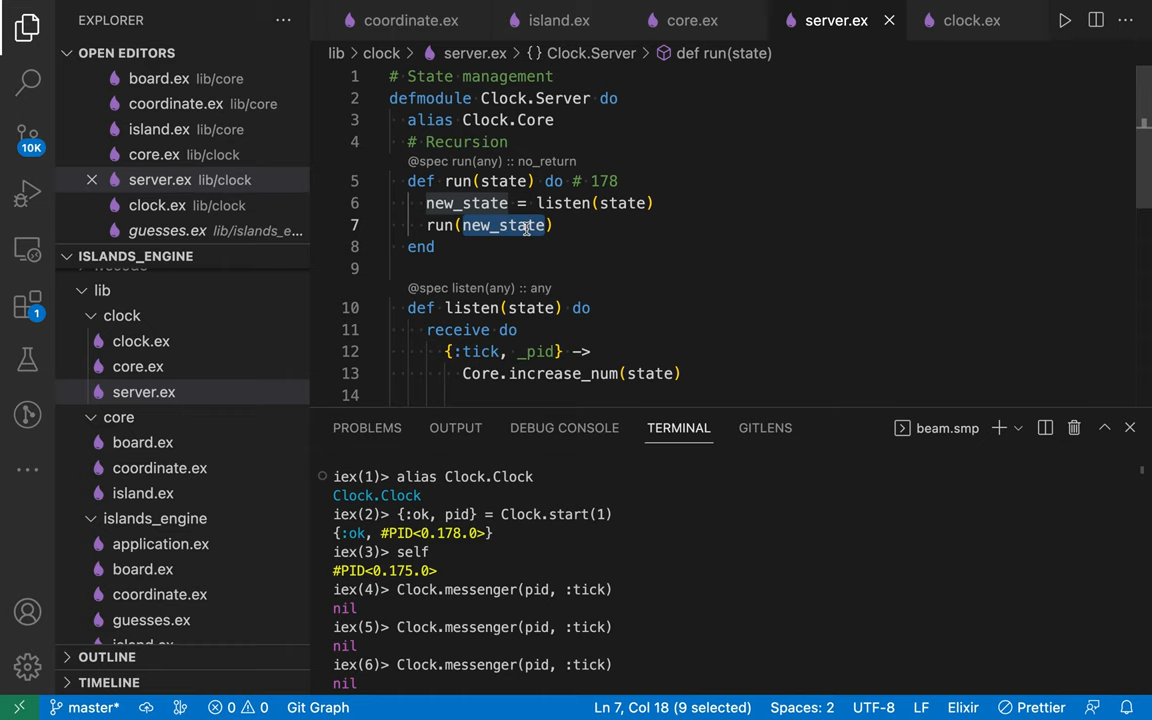 EXPLORER
OPEN EDITORS
board.ex lib/core
coordinate.ex lib/core
island.ex lib/core
core.ex lib/clock
server.ex lib/clock
clock.ex lib/clock
guesses.ex lib/islands_e...
ISLANDS_ENGINE
lib
clock
clock.ex
core.ex
server.ex
core
board.ex
coordinate.ex
island.ex
islands_engine
application.ex
board.ex
coordinate.ex
guesses.ex
OUTLINE
TIMELINE
10K
1
coordinate.ex island.ex core.ex server.ex clock.ex
lib > clock > server.ex > {} Clock.Server > def run(state)
1 # State management
2 defmodule Clock.Server do
3 alias Clock.Core
4 # Recursion
@spec run(any) :: no_return
5 def run(state) do # 178
6 new_state = listen(state)
7 run(new_state)
8 end
9
@spec listen(any) :: any
10 def listen(state) do
11 receive do
12 {:tick, _pid} ->
13 Core.increase_num(state)
14
PROBLEMS OUTPUT DEBUG CONSOLE TERMINAL GITLENS beam.smp
iex(1)> alias Clock.Clock
Clock.Clock
iex(2)> {:ok, pid} = Clock.start(1)
{:ok, #PID<0.178.0>}
iex(3)> self
#PID<0.175.0>
iex(4)> Clock.messenger(pid, :tick)
nil
iex(5)> Clock.messenger(pid, :tick)
nil
iex(6)> Clock.messenger(pid, :tick)
nil
master* 0 0 Git Graph Ln 7, Col 18 (9 selected) Spaces: 2 UTF-8 LF Elixir Prettier